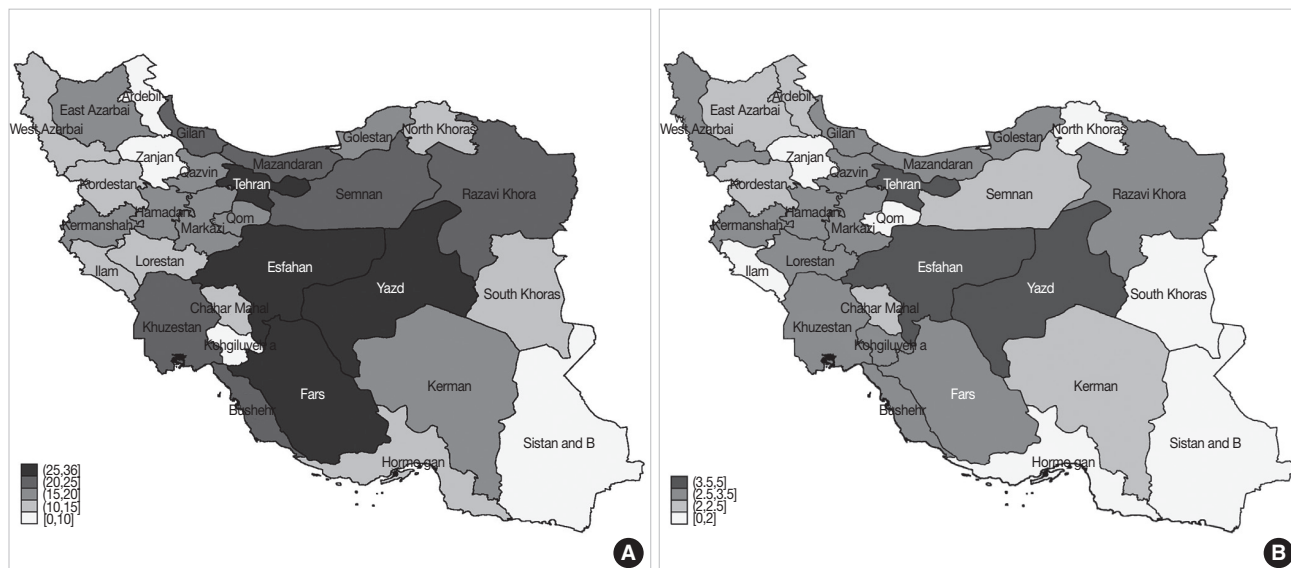 Ardebil
East Azarbai
West Azarbai
Gilan
Golestan
North Khoras
Zanjan
Qazvin
Mazandaran
Tehran
Semnan
Razavi Khora
Kordestan
Hamadan
Qom
Kermanshah
Markazi
Ilam
Lorestan
Esfahan
Yazd
South Khoras
Chahar Mahal
Khuzestan
Kohgiluyeh a
Fars
Kerman
Bushehr
Sistan and B
Hormo gan
(25,36]
(20,25]
(15,20]
(10,15]
[0,10]
A
Ardebil
East Azarbai
West Azarbai
Gilan
Golestan
North Khoras
Zanjan
Qazvin
Mazandaran
Tehran
Semnan
Razavi Khora
Kordestan
Hamadan
Qom
Kermanshah
Markazi
Ilam
Lorestan
Esfahan
Yazd
South Khoras
Chahar Mahal
Khuzestan
Kohgiluyeh a
Fars
Kerman
Bushehr
Sistan and B
Hormo gan
(3.5,5]
(2.5,3.5]
(2,2.5]
[0,2]
B